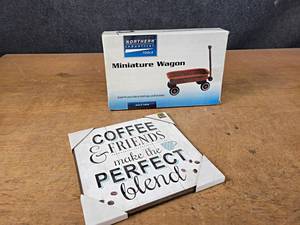 NORTHERN
Industrial
TOOLS
Miniature Wagon
COFFEE
& FRIENDS
make the
PERFECT
blend